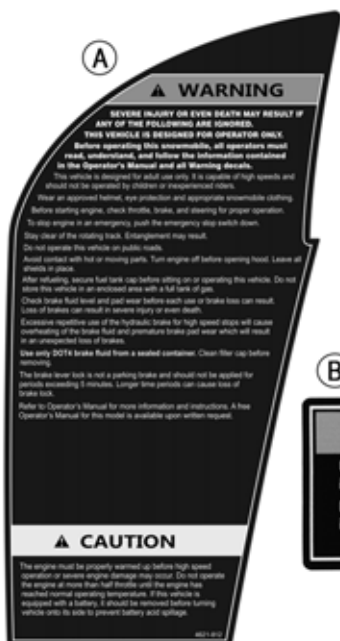 A
WARNING
SEVERE INJURY OR EVEN DEATH MAY RESULT IF
ANY OF THE FOLLOWING ARE IGNORED.
THIS VEHICLE IS DESIGNED FOR OPERATOR ONLY.
Before operating this snowmobile, all operators must
read, understand, and follow the information contained
in the Operator's Manual and all Warning decals.
This vehicle is designed for adult use only. It is capable of high speeds and
should not be operated by children or inexperienced riders.
Wear an approved helmet, eye protection and appropriate snowmobile clothing.
Before starting engine, check throttle, brake, and steering for proper operation.
To stop engine in an emergency, push the emergency stop switch down.
Stay clear of the rotating track. Entanglement may result.
Do not operate this vehicle on public roads.
Avoid contact with hot or moving parts. Turn engine off before opening hood. Leave all
shields in place.
After refueling, secure fuel tank cap before sitting on or operating this vehicle. Do not
store this vehicle in an enclosed area with a full tank of gas.
Check brake fluid level and pad wear before each use or brake loss can result.
Loss of brakes can result in severe injury or even death.
Excessive repetitive use of the hydraulic brake for high speed stops will cause
overheating of the brake fluid and premature brake pad wear which will result
in an unexpected loss of brakes.
Use only DOT4 brake fluid from a sealed container. Clean filler cap before
removing.
The brake lever lock is not a parking brake and should not be applied for
periods exceeding 5 minutes. Longer time periods can cause loss of
brake lock.
Refer to Operator's Manual for more information and instructions. A free
Operator's Manual for this model is available upon written request.
B
CAUTION
The engine must be properly warmed up before high speed
operation or severe engine damage may occur. Do not operate
the engine at more than half throttle until the engine has
reached normal operating temperature. If this vehicle is
equipped with a battery, it should be removed before turning
vehicle onto its side to prevent battery acid spillage.